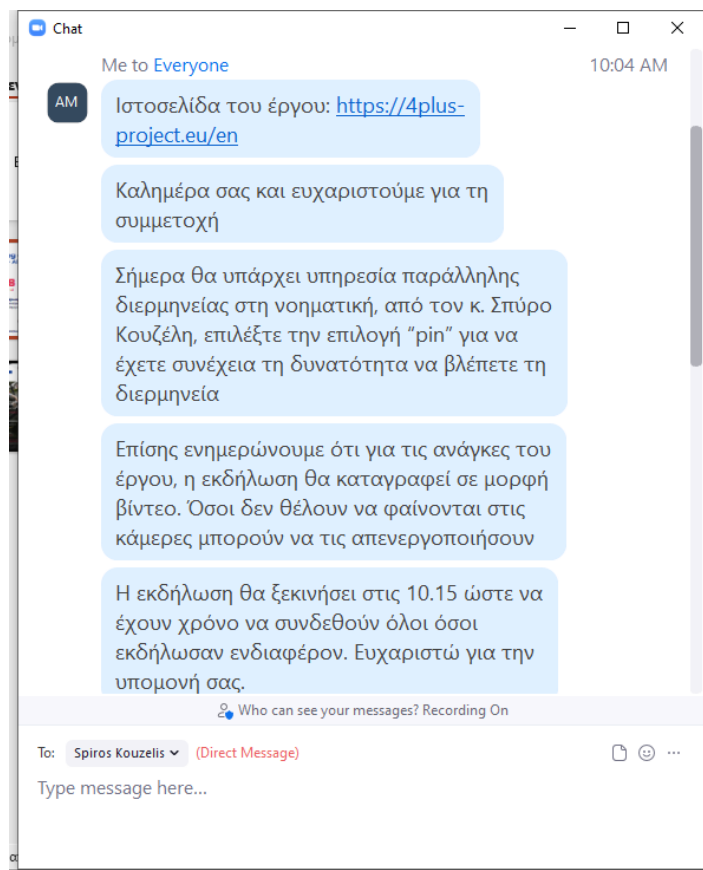 Chat
Me to Everyone 10:04 AM
AM
Ιστοσελίδα του έργου: https://4plus-
project.eu/en
Καλημέρα σας και ευχαριστούμε για τη
συμμετοχή
Σήμερα θα υπάρχει υπηρεσία παράλληλης
διερμηνείας στη νοηματική, από τον κ. Σπύρο
Κουζέλη, επιλέξτε την επιλογή “pin” για να
έχετε συνέχεια τη δυνατότητα να βλέπετε τη
διερμηνεία
Επίσης ενημερώνουμε ότι για τις ανάγκες του
έργου, η εκδήλωση θα καταγραφεί σε μορφή
βίντεο. Όσοι δεν θέλουν να φαίνονται στις
κάμερες μπορούν να τις απενεργοποιήσουν
Η εκδήλωση θα ξεκινήσει στις 10.15 ώστε να
έχουν χρόνο να συνδεθούν όλοι όσοι
εκδήλωσαν ενδιαφέρον. Ευχαριστώ για την
υπομονή σας.
Who can see your messages? Recording On
To: Spiros Kouzelis (Direct Message)
Type message here...